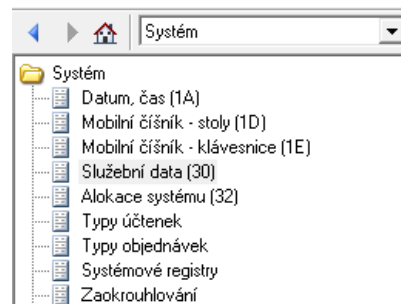 Systém
Systém
Datum, čas (1A)
Mobilní číšník - stoly (1D)
Mobilní číšník - klávesnice (1E)
Služební data (30)
Alokace systému (32)
Typy účtenek
Typy objednávek
Systémové registry
Zaokrouhlování